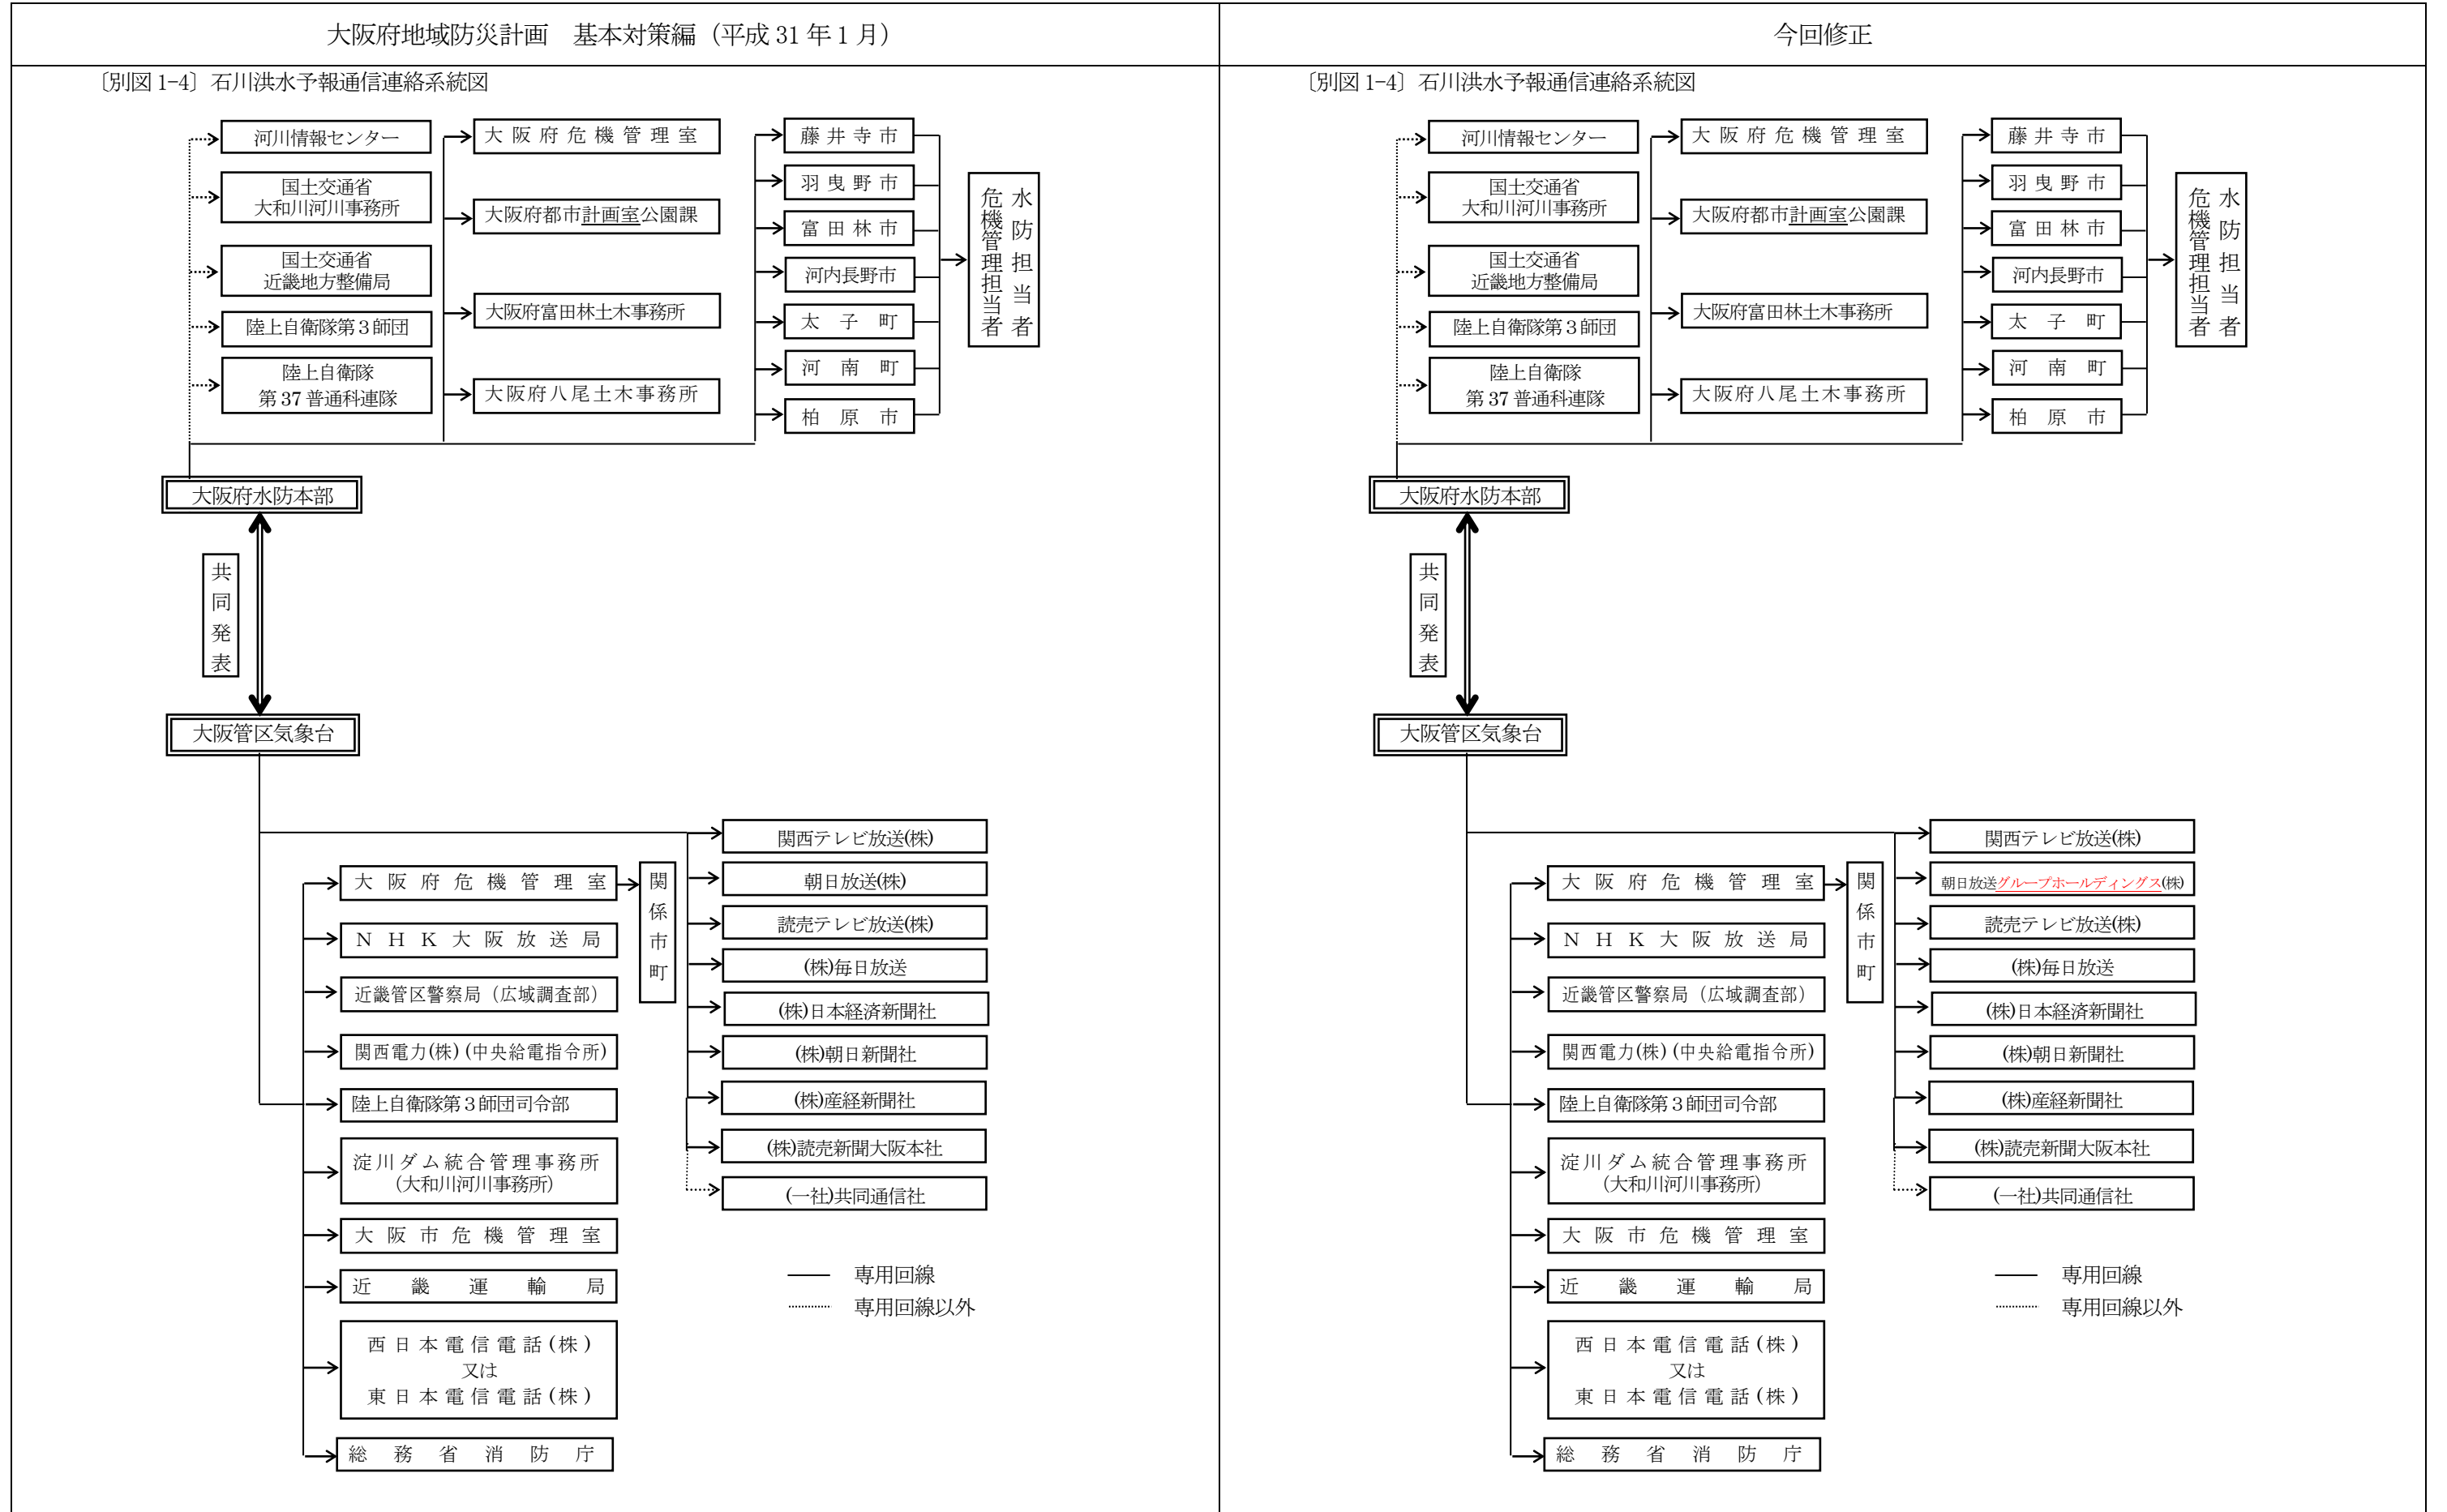 大阪府地域防災計画　基本対策編（平成 31 年 1 月）
〔別図 1-4〕石川洪水予報通信連絡系統図
河川情報センター
国土交通省
大和川河川事務所
国土交通省
近畿地方整備局
陸上自衛隊第３師団
陸上自衛隊
第 37 普通科連隊
大阪府危機管理室
大阪府都市計画室公園課
大阪府富田林土木事務所
大阪府八尾土木事務所
藤井寺市
羽曳野市
富田林市
河内長野市
太子町
河南町
柏原市
水防担当者
危機管理担当者
大阪府水防本部
共同発表
大阪管区気象台
大阪府危機管理室
ＮＨＫ大阪放送局
近畿管区警察局（広域調査部）
関西電力(株)(中央給電指令所)
陸上自衛隊第３師団司令部
淀川ダム統合管理事務所
（大和川河川事務所）
大阪市危機管理室
近畿運輸局
西日本電信電話(株)
又は
東日本電信電話(株)
総務省消防庁
関係市町
関西テレビ放送(株)
朝日放送(株)
読売テレビ放送(株)
(株)毎日放送
(株)日本経済新聞社
(株)朝日新聞社
(株)産経新聞社
(株)読売新聞大阪本社
(一社)共同通信社
専用回線
専用回線以外
今回修正
〔別図 1-4〕石川洪水予報通信連絡系統図
河川情報センター
国土交通省
大和川河川事務所
国土交通省
近畿地方整備局
陸上自衛隊第３師団
陸上自衛隊
第 37 普通科連隊
大阪府危機管理室
大阪府都市計画室公園課
大阪府富田林土木事務所
大阪府八尾土木事務所
藤井寺市
羽曳野市
富田林市
河内長野市
太子町
河南町
柏原市
水防担当者
危機管理担当者
大阪府水防本部
共同発表
大阪管区気象台
大阪府危機管理室
ＮＨＫ大阪放送局
近畿管区警察局（広域調査部）
関西電力(株)(中央給電指令所)
陸上自衛隊第３師団司令部
淀川ダム統合管理事務所
（大和川河川事務所）
大阪市危機管理室
近畿運輸局
西日本電信電話(株)
又は
東日本電信電話(株)
総務省消防庁
関係市町
関西テレビ放送(株)
朝日放送グループホールディングス(株)
読売テレビ放送(株)
(株)毎日放送
(株)日本経済新聞社
(株)朝日新聞社
(株)産経新聞社
(株)読売新聞大阪本社
(一社)共同通信社
専用回線
専用回線以外